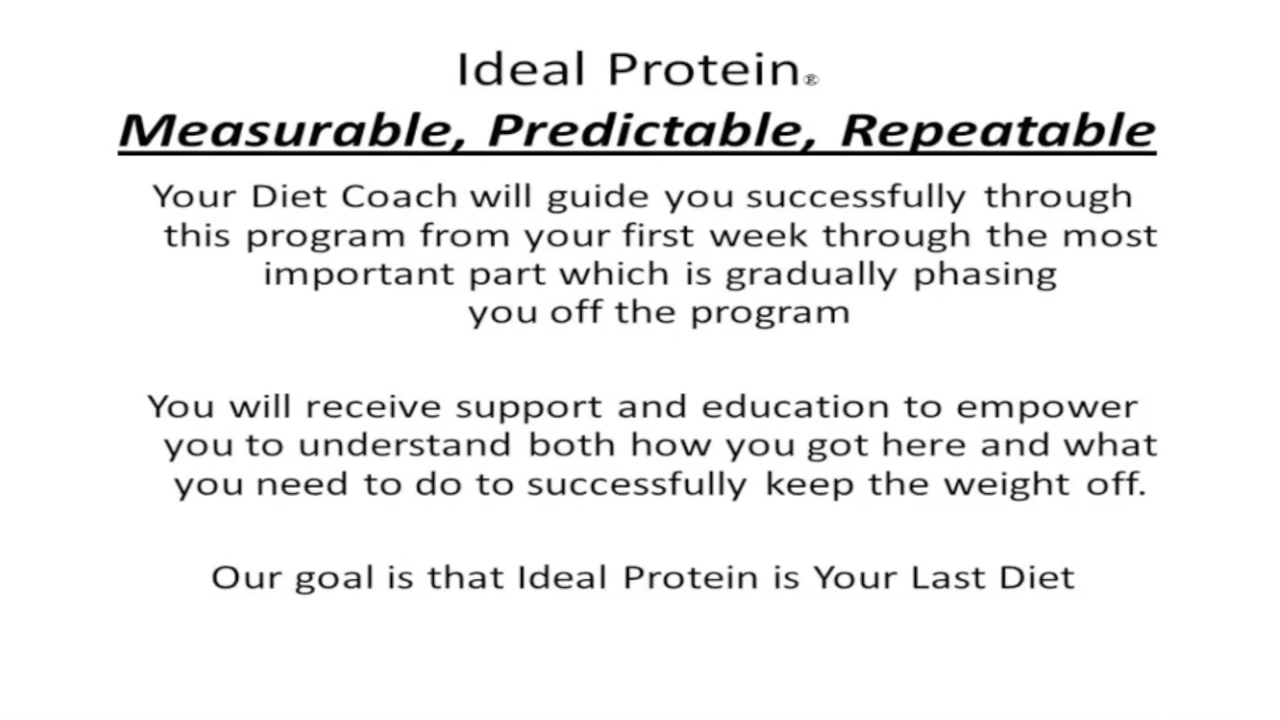 Ideal Protein®
Measurable, Predictable, Repeatable
Your Diet Coach will guide you successfully through
this program from your first week through the most
important part which is gradually phasing
you off the program
You will receive support and education to empower
you to understand both how you got here and what
you need to do to successfully keep the weight off.
Our goal is that Ideal Protein is Your Last Diet